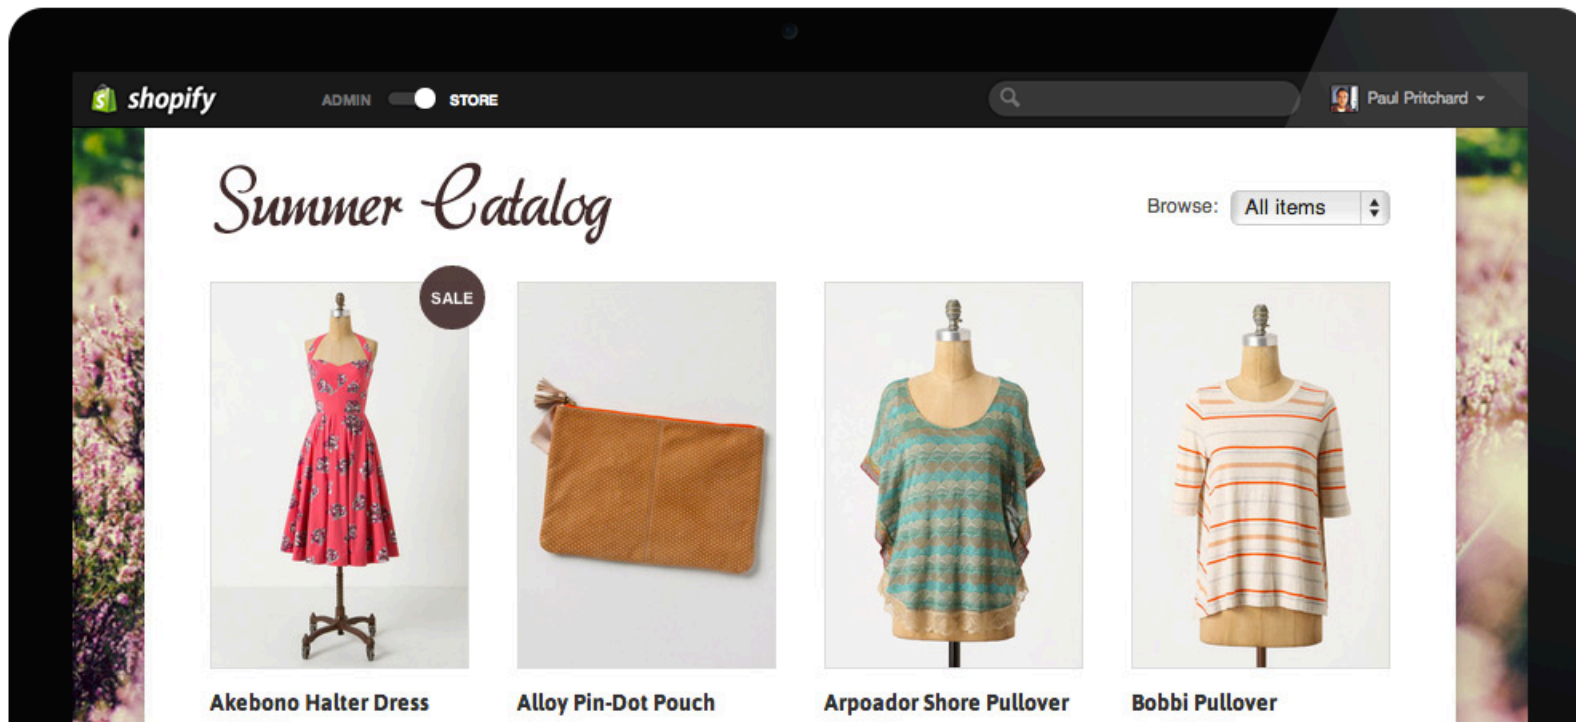 shopify
ADMIN STORE
Paul Pritchard
Summer Catalog
Browse: All items
SALE
Akebono Halter Dress
Alloy Pin-Dot Pouch
Arpoador Shore Pullover
Bobbi Pullover